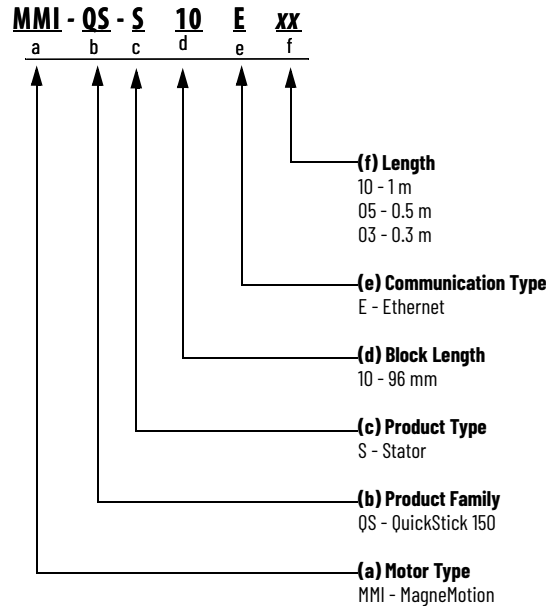 MMI - QS - S 10 E xx
a b c d e f
(f) Length
10 - 1 m
05 - 0.5 m
03 - 0.3 m
(e) Communication Type
E - Ethernet
(d) Block Length
10 - 96 mm
(c) Product Type
S - Stator
(b) Product Family
QS - QuickStick 150
(a) Motor Type
MMI - MagneMotion